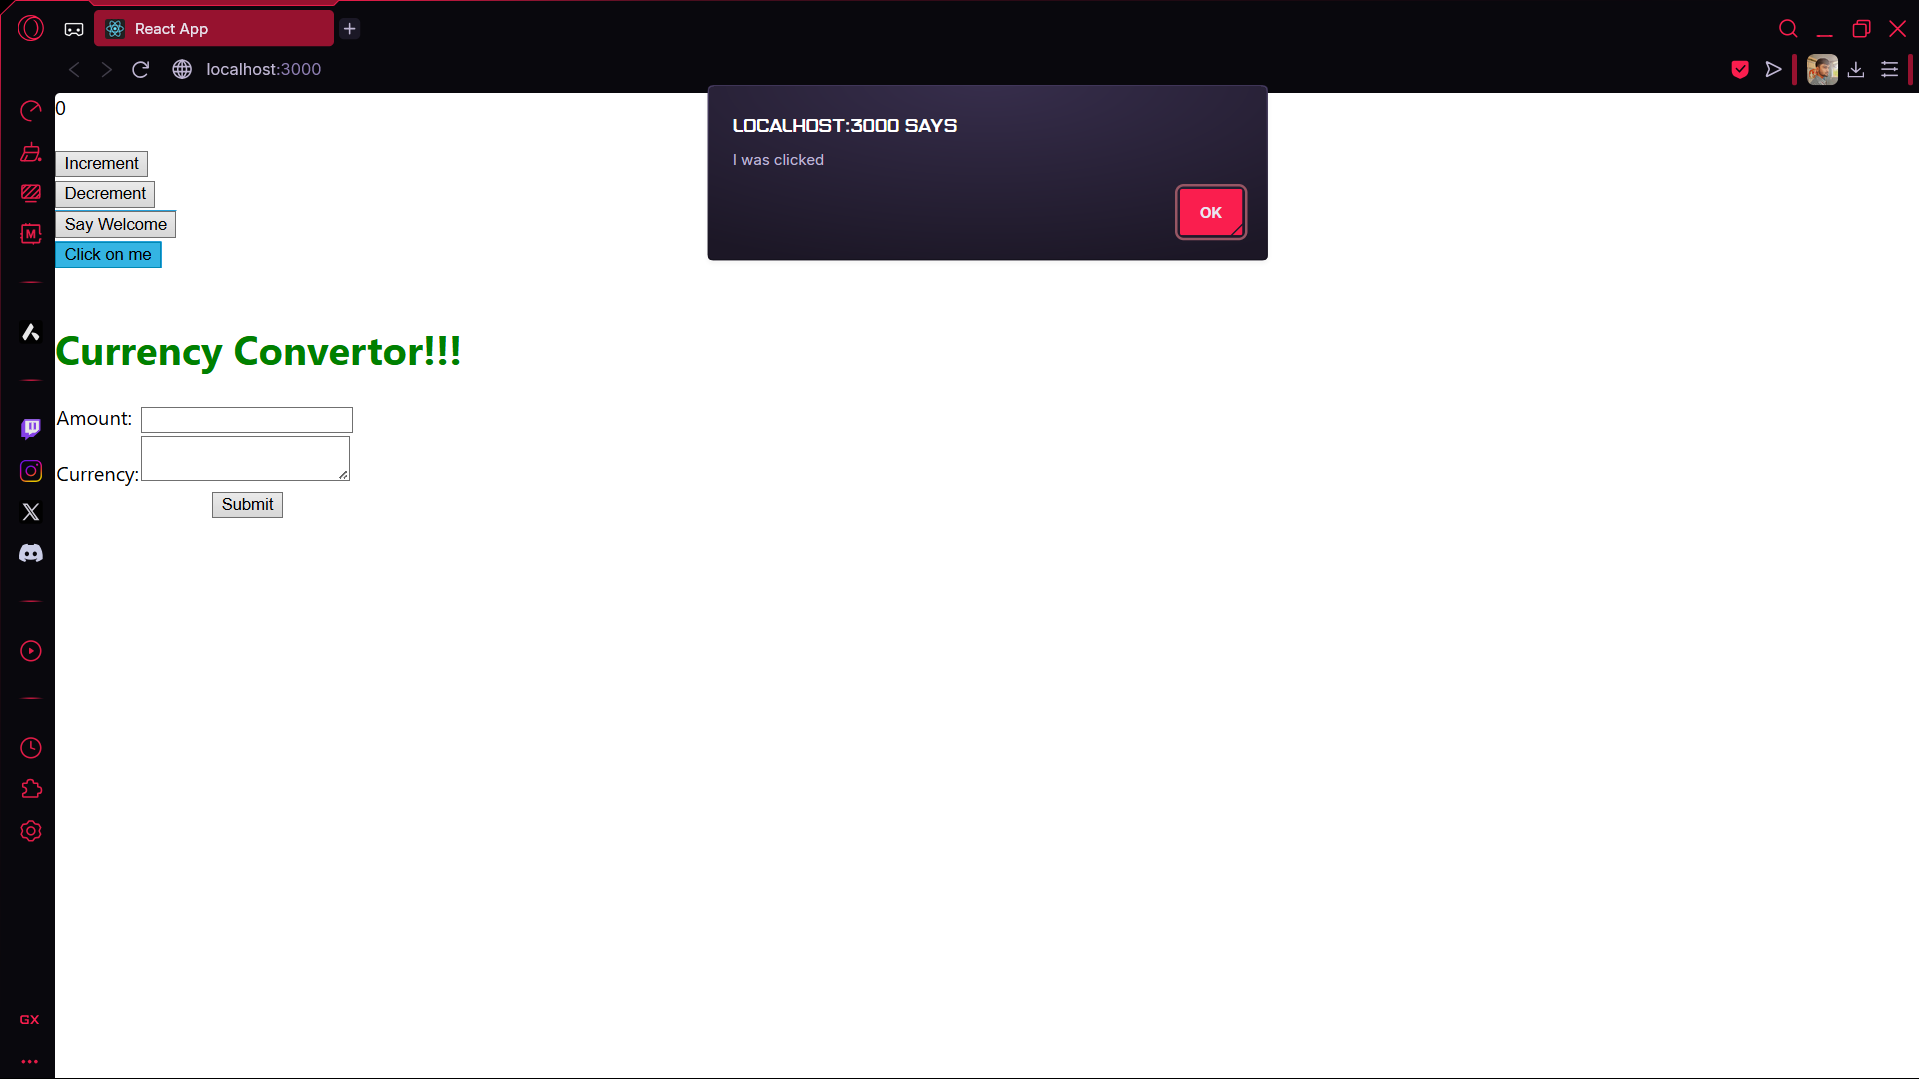 React App
localhost:3000
0
LOCALHOST:3000 SAYS
I was clicked
OK
Increment
Decrement
Say Welcome
Click on me
Currency Convertor!!!
Amount:
Currency:
Submit
M
GX